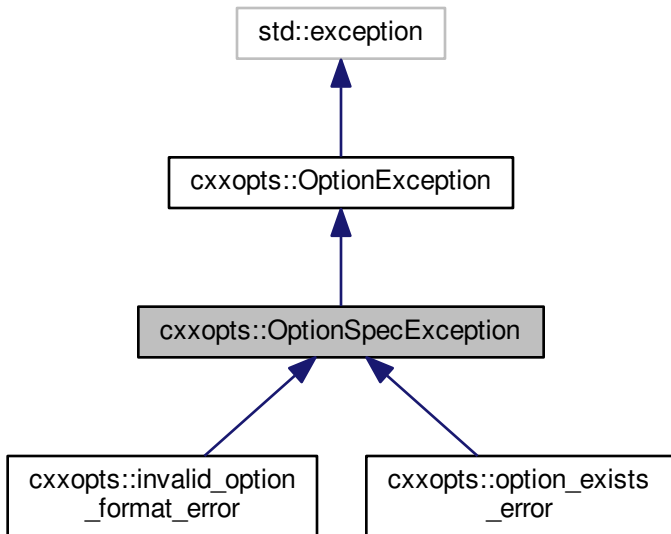 std::exception
cxxopts::OptionException
cxxopts::OptionSpecException
cxxopts::invalid_option
_format_error
cxxopts::option_exists
_error